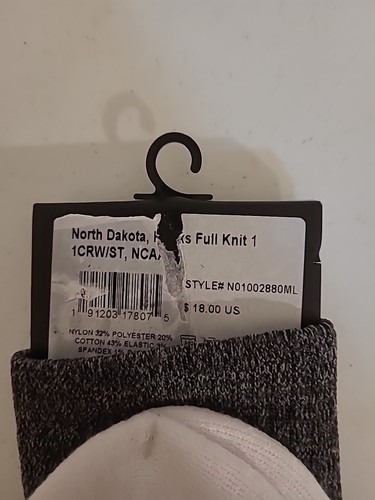 North Dakota, ks Full Knit 1
1CRW/ST, NCA
STYLE# N01002880ML
1 91203 17807 5
$ 18.00 US
NYLON 32% POLYESTER 20%
COTTON 43% ELASTIC
SPANDEX